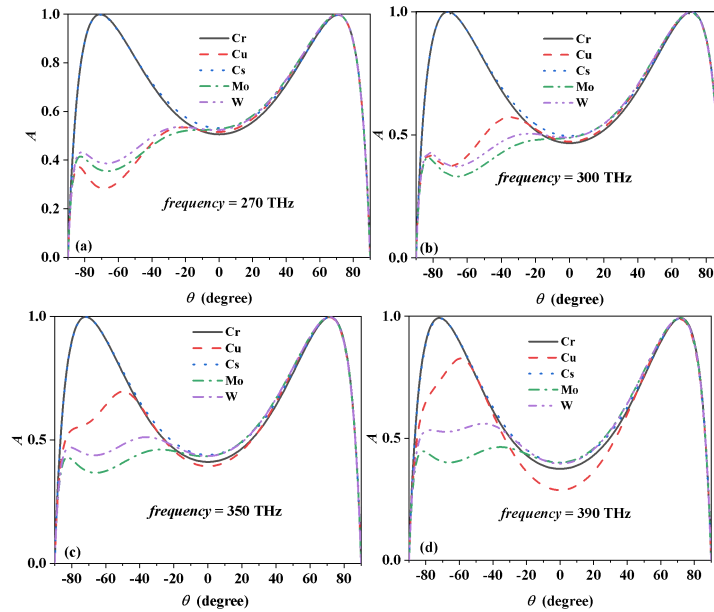 1.0
0.8
0.6
0.4
0.2
0.0
A
Cr
Cu
Cs
Mo
W
frequency = 270 THz
(a)
-80 -60 -40 -20 0 20 40 60 80
θ (degree)
1.0
0.5
0.0
A
Cr
Cu
Cs
Mo
W
frequency = 300 THz
(b)
-80 -60 -40 -20 0 20 40 60 80
θ (degree)
1.0
0.5
0.0
A
Cr
Cu
Cs
Mo
W
frequency = 350 THz
(c)
-80 -60 -40 -20 0 20 40 60 80
θ (degree)
1.0
0.5
0.0
A
Cr
Cu
Cs
Mo
W
frequency = 390 THz
(d)
-80 -60 -40 -20 0 20 40 60 80
θ (degree)